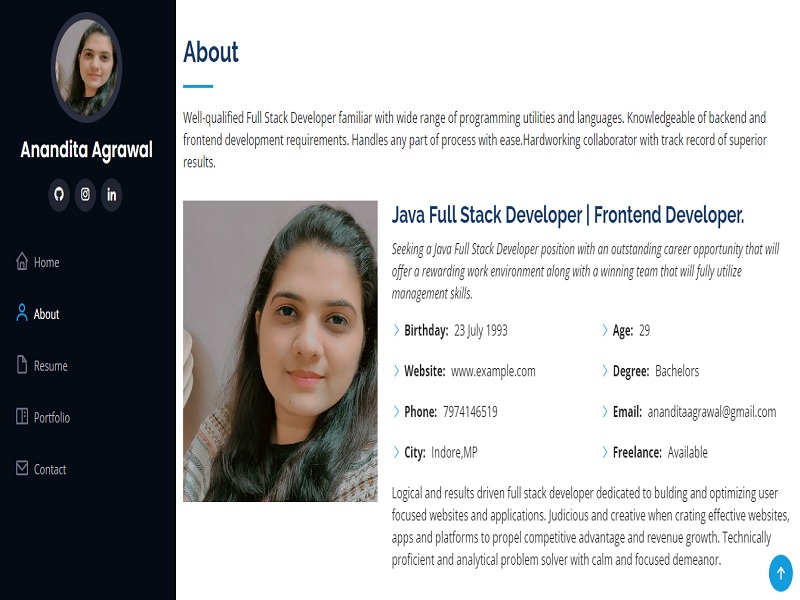 Anandita Agrawal
Home
About
Resume
Portfolio
Contact
About
Well-qualified Full Stack Developer familiar with wide range of programming utilities and languages. Knowledgeable of backend and
frontend development requirements. Handles any part of process with ease.Hardworking collaborator with track record of superior
results.
Java Full Stack Developer | Frontend Developer.
Seeking a Java Full Stack Developer position with an outstanding career opportunity that will
offer a rewarding work environment along with a winning team that will fully utilize
management skills.
Birthday: 23 July 1993
Age: 29
Website: www.example.com
Degree: Bachelors
Phone: 7974146519
Email: ananditaagrawal@gmail.com
City: Indore,MP
Freelance: Available
Logical and results driven full stack developer dedicated to bulding and optimizing user
focused websites and applications. Judicious and creative when crating effective websites,
apps and platforms to propel competitive advantage and revenue growth. Technically
proficient and analytical problem solver with calm and focused demeanor.